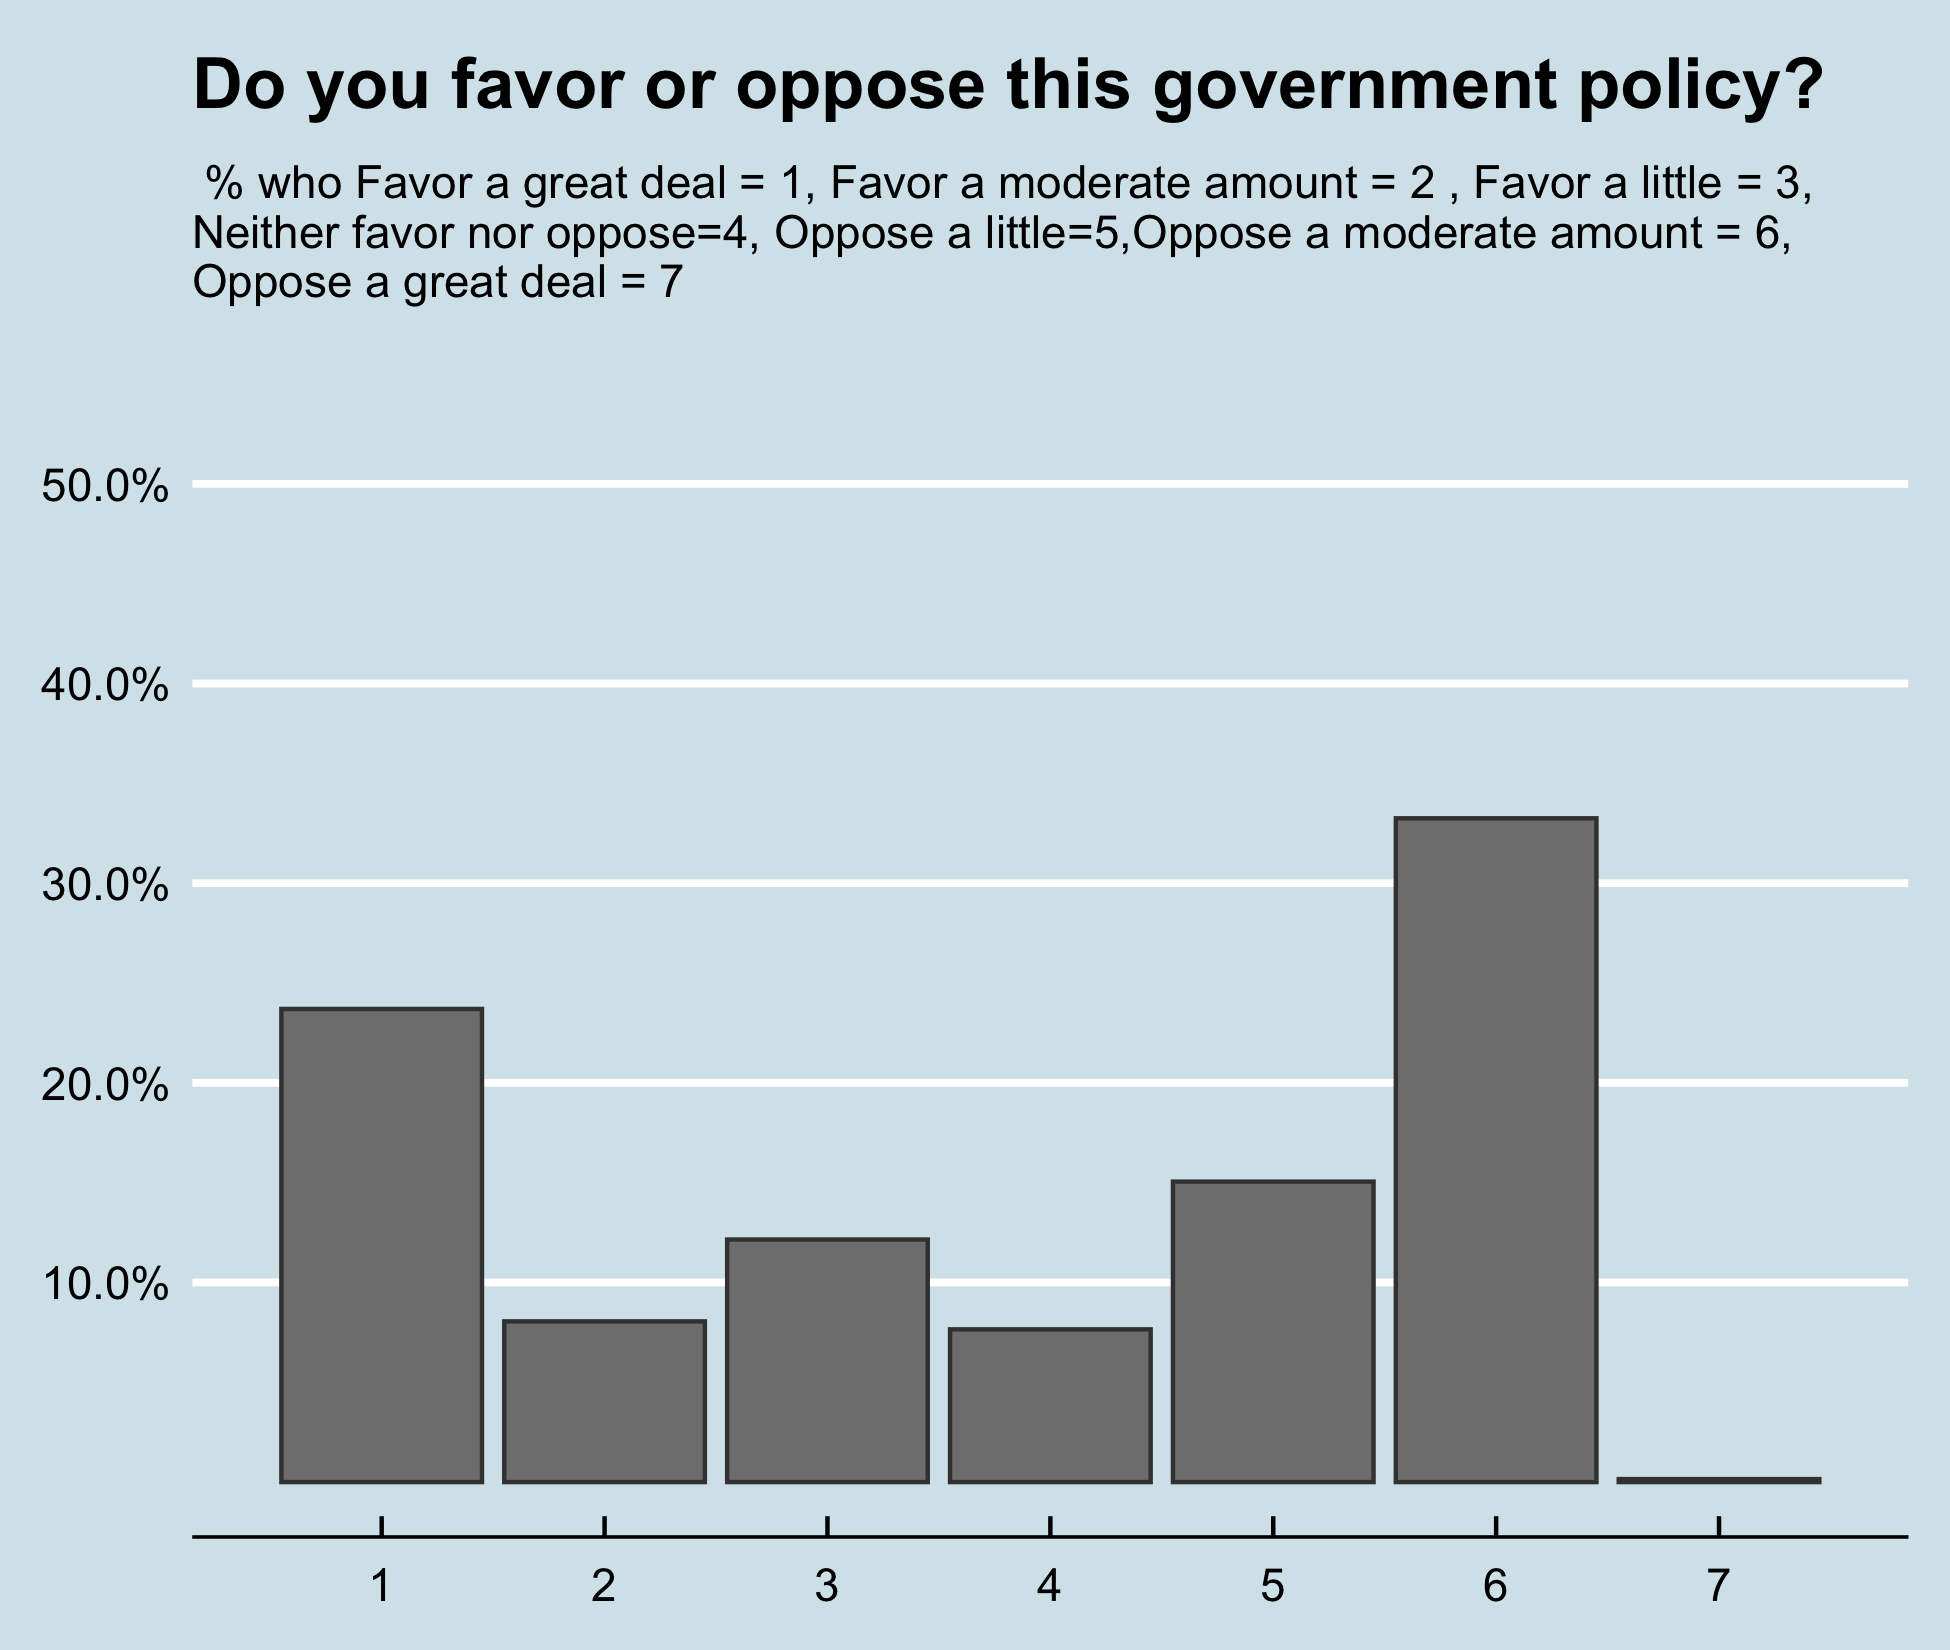 Do you favor or oppose this government policy?
% who Favor a great deal = 1, Favor a moderate amount = 2 , Favor a little = 3,
Neither favor nor oppose=4, Oppose a little=5,Oppose a moderate amount = 6,
Oppose a great deal = 7
50.0%
40.0%
30.0%
20.0%
10.0%
1 2 3 4 5 6 7